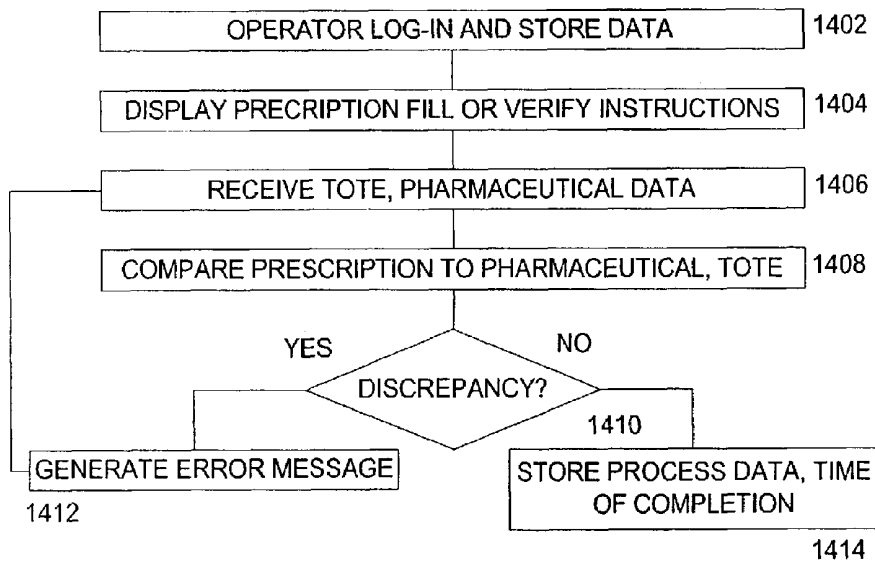 OPERATOR LOG-IN AND STORE DATA 1402
DISPLAY PRECRIPTION FILL OR VERIFY INSTRUCTIONS 1404
RECEIVE TOTE, PHARMACEUTICAL DATA 1406
COMPARE PRESCRIPTION TO PHARMACEUTICAL, TOTE 1408
YES NO
DISCREPANCY?
1410
GENERATE ERROR MESSAGE
1412
STORE PROCESS DATA, TIME
OF COMPLETION
1414